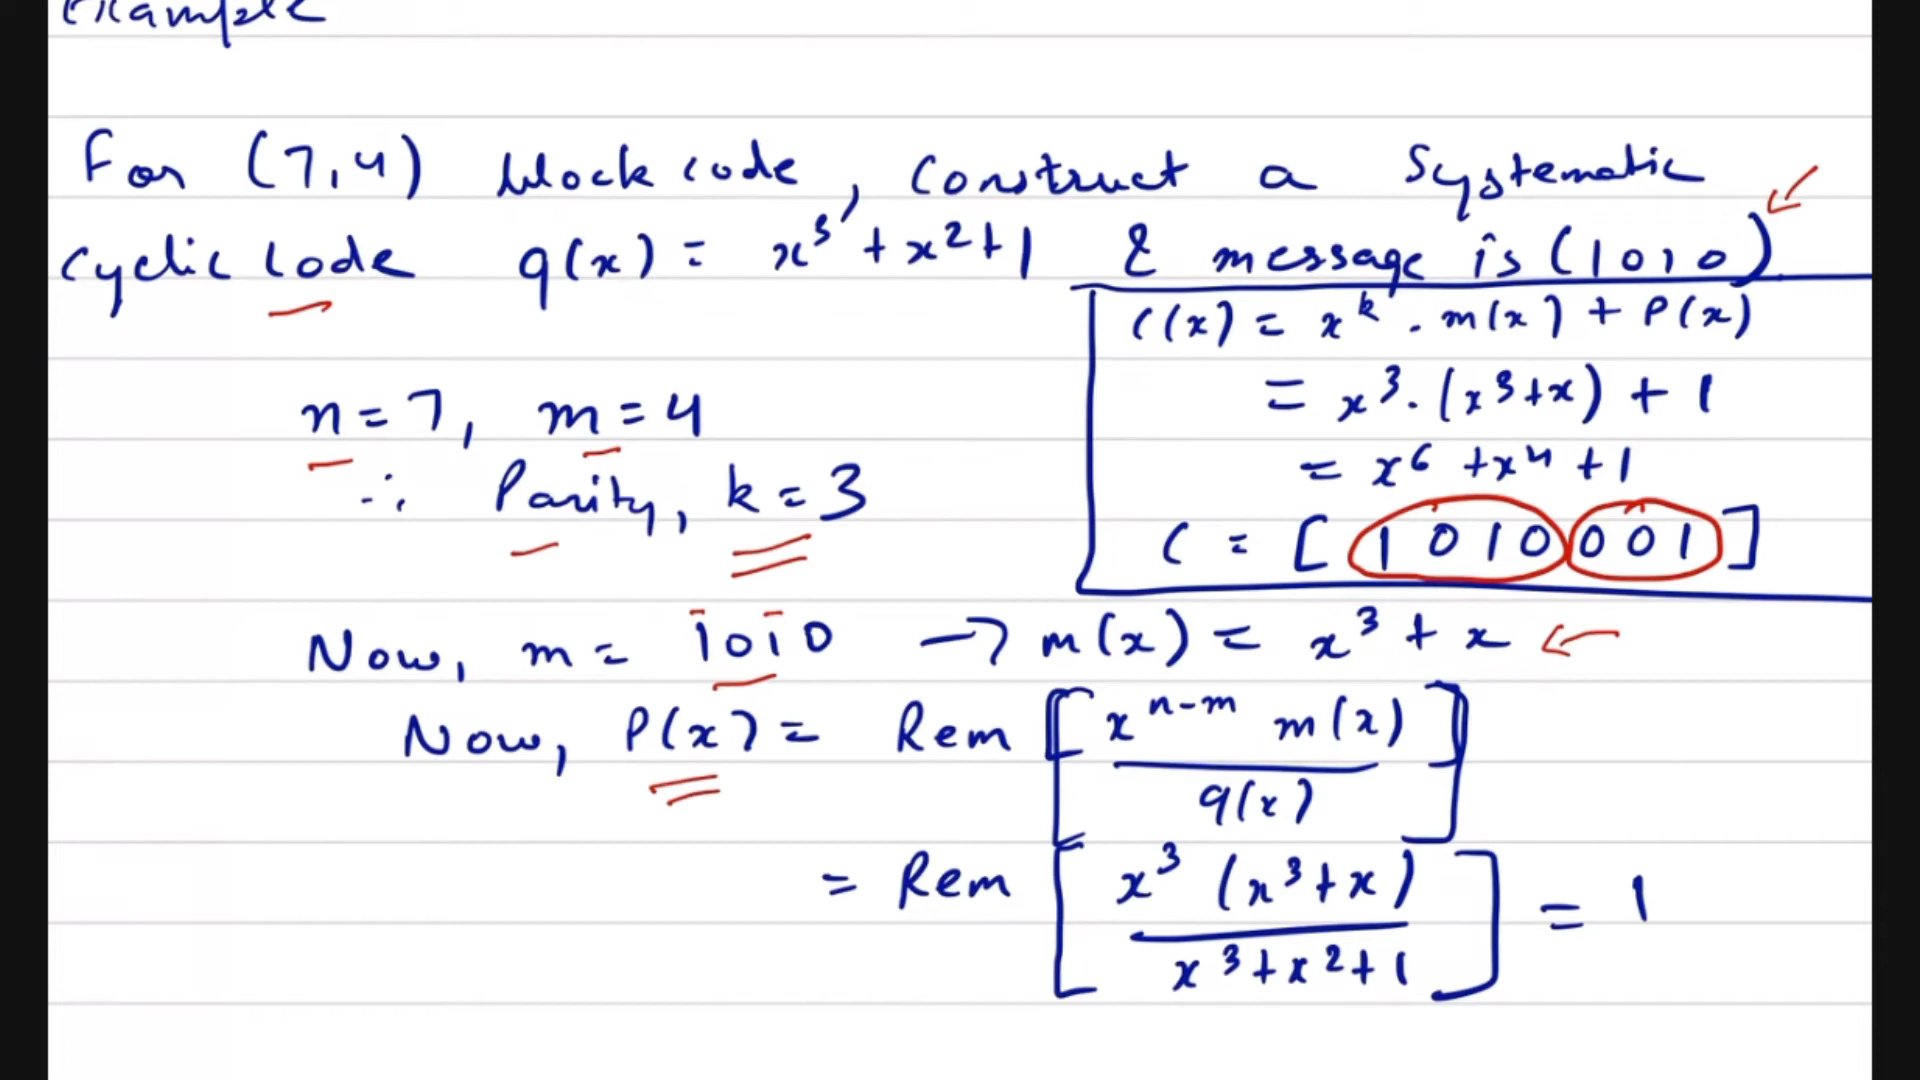 Example
For (7,4) block code, construct a Systematic
cyclic code g(x) = x³ + x² + 1 & message is (1010)
C(x) = x^k . m(x) + P(x)
= x³ . (x³ + x) + 1
= x⁶ + x⁴ + 1
C = [1 0 1 0 0 0 1]
n = 7, m = 4
∴ Parity, k = 3
Now, m = 1010 → m(x) = x³ + x ←
Now, P(x) = Rem [x^(n-m) m(x) / g(x)]
= Rem [x³ (x³ + x) / x³ + x² + 1] = 1